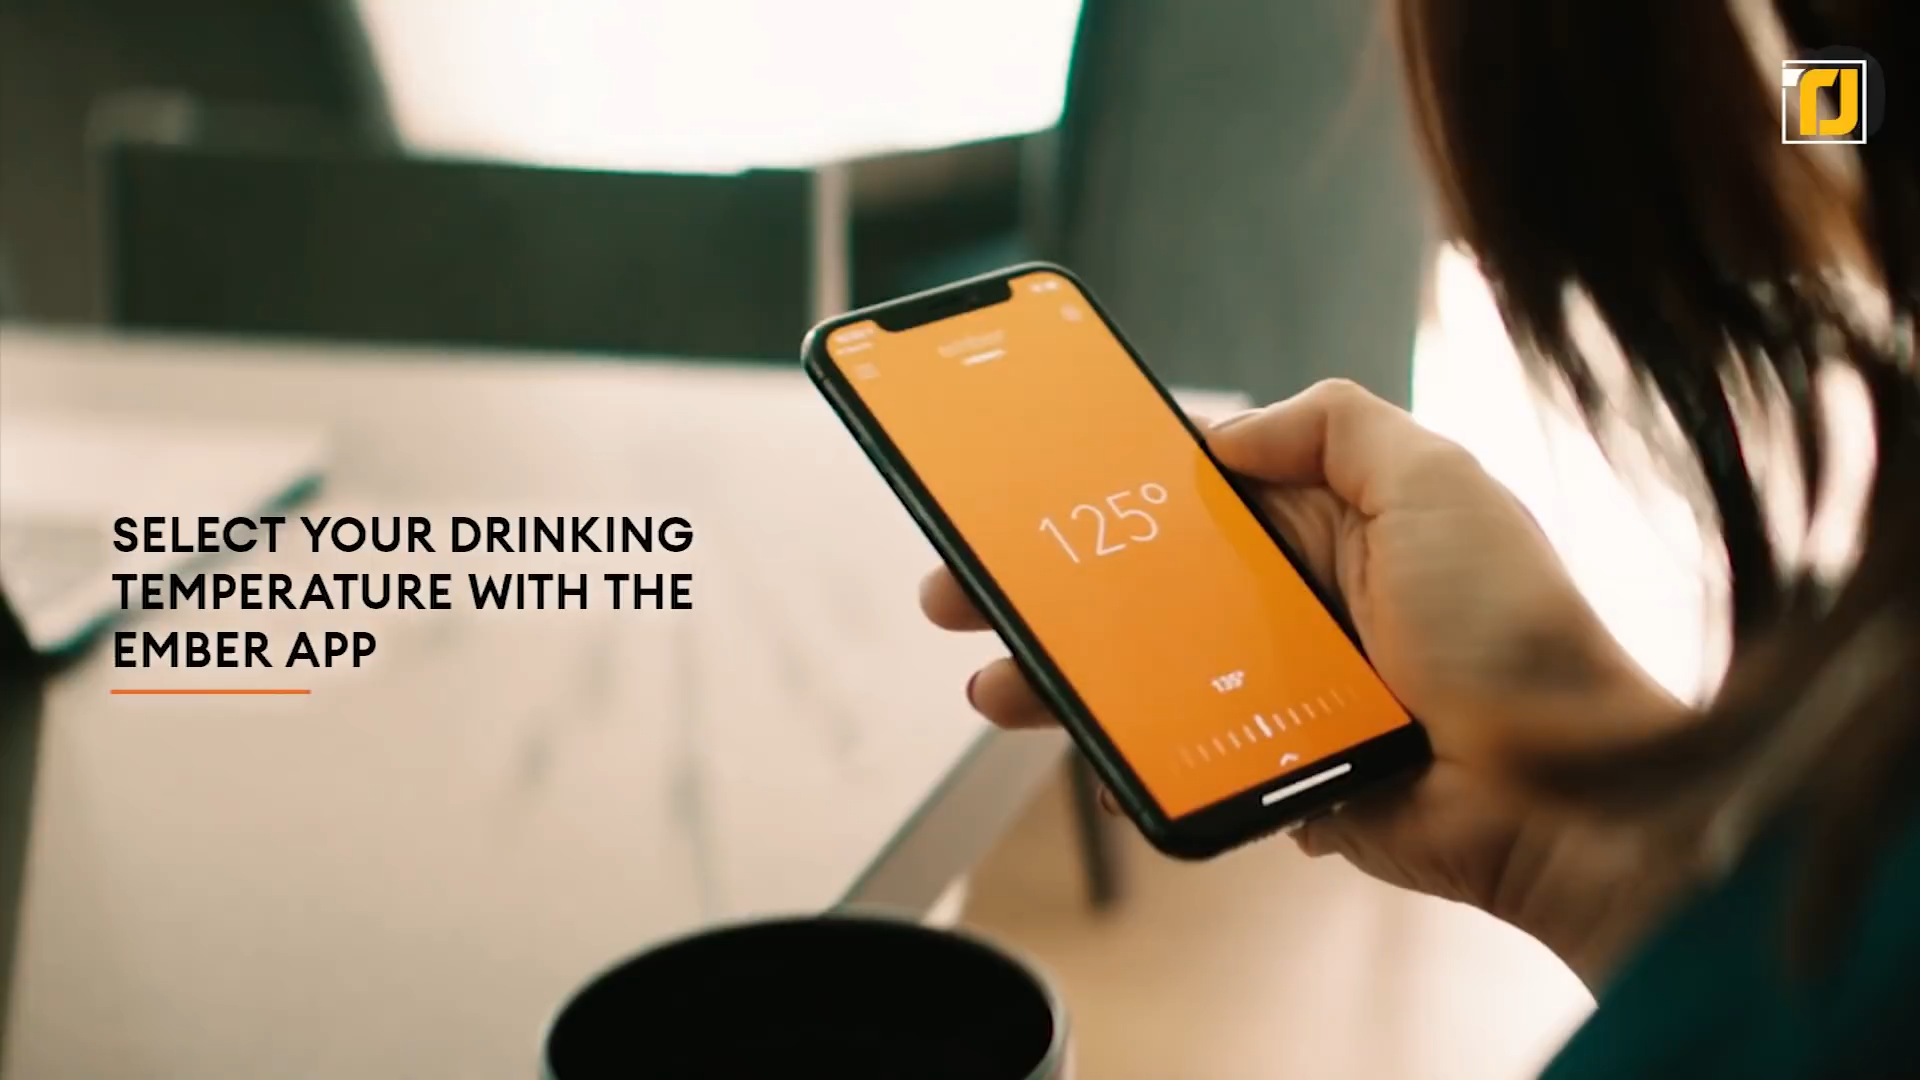 SELECT YOUR DRINKING
TEMPERATURE WITH THE
EMBER APP
125°
135°